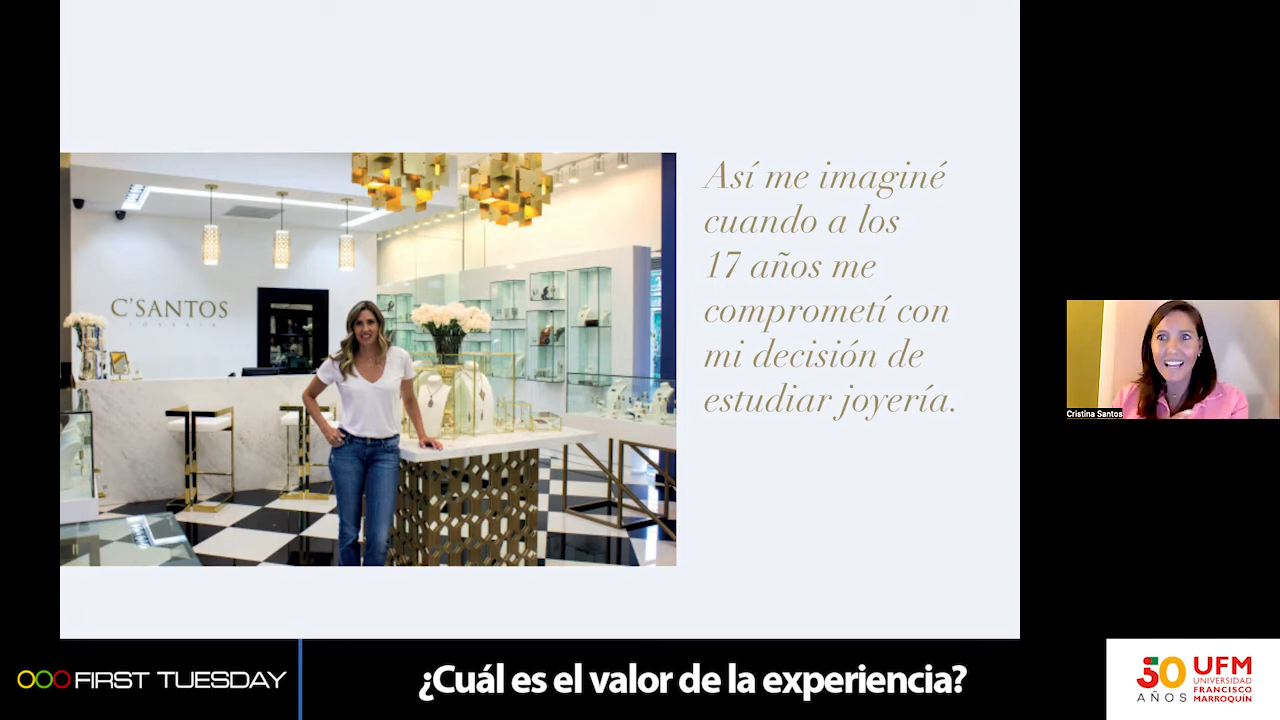 Así me imaginé
cuando a los
17 años me
comprometí con
mi decisión de
estudiar joyería.
C'SANTOS
JOYERÍA
Cristina Santos
FIRST TUESDAY
¿Cuál es el valor de la experiencia?
50
AÑOS
UFM
UNIVERSIDAD
FRANCISCO
MARROQUÍN